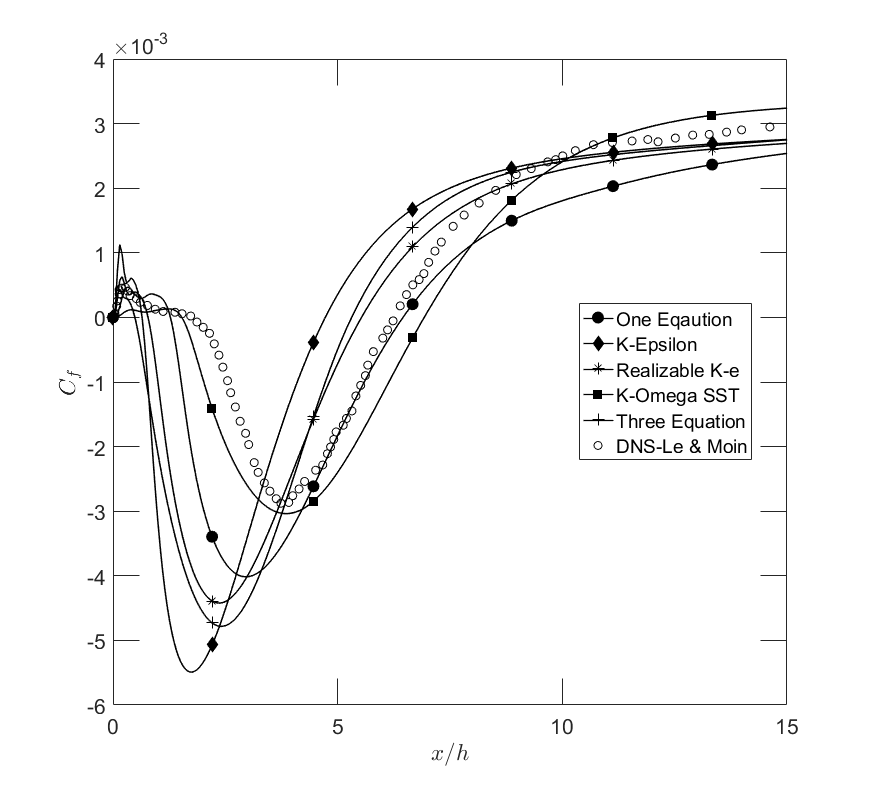 ×10⁻³
4
3
2
1
0
-1
-2
-3
-4
-5
-6
C_f
0
5
10
15
x/h
One Eqaution
K-Epsilon
Realizable K-e
K-Omega SST
Three Equation
DNS-Le & Moin